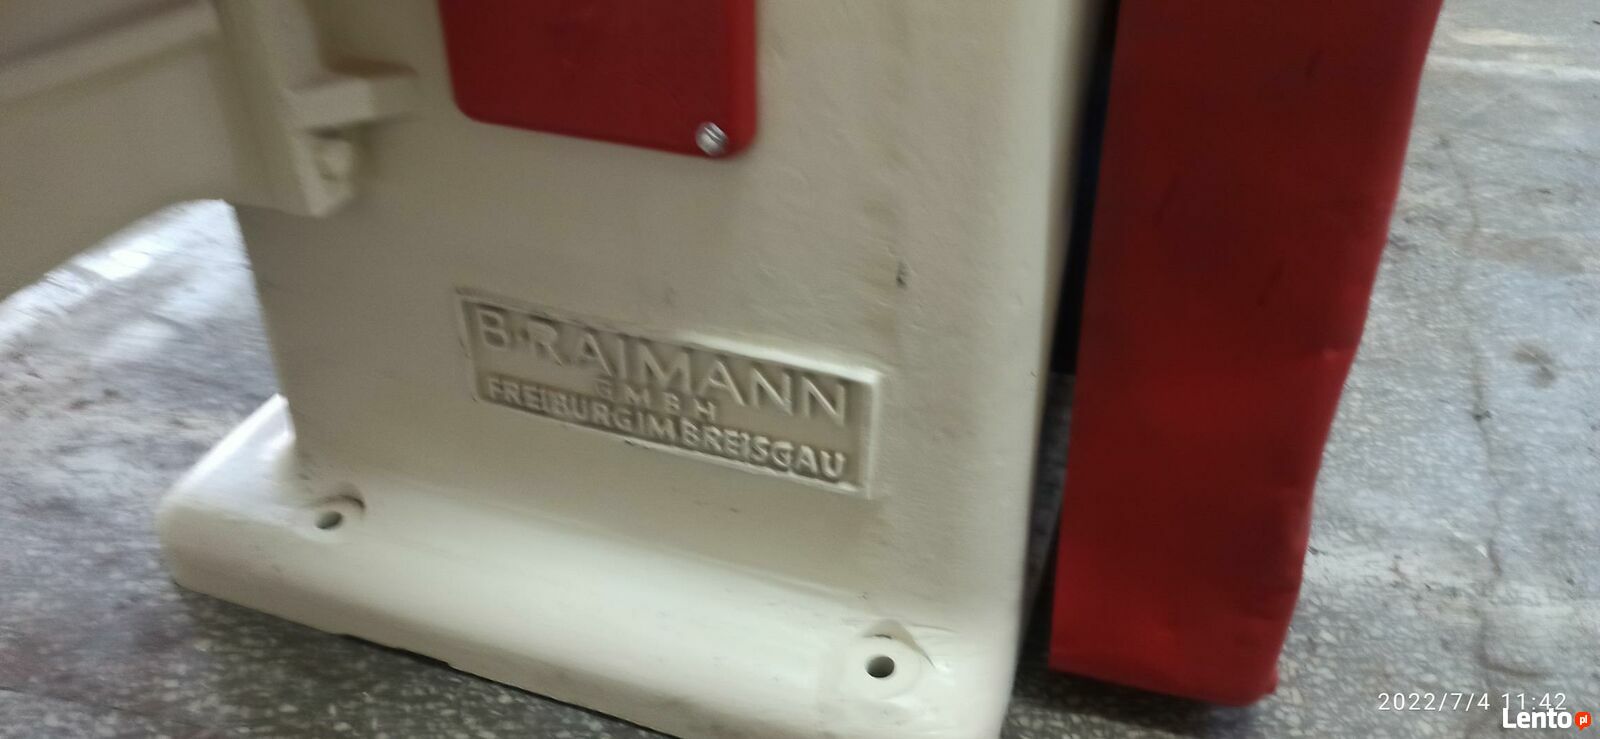 B·RAIMANN
GMBH
FREIBURG IM BREISGAU
2022/7/4 11:42
Lento pl